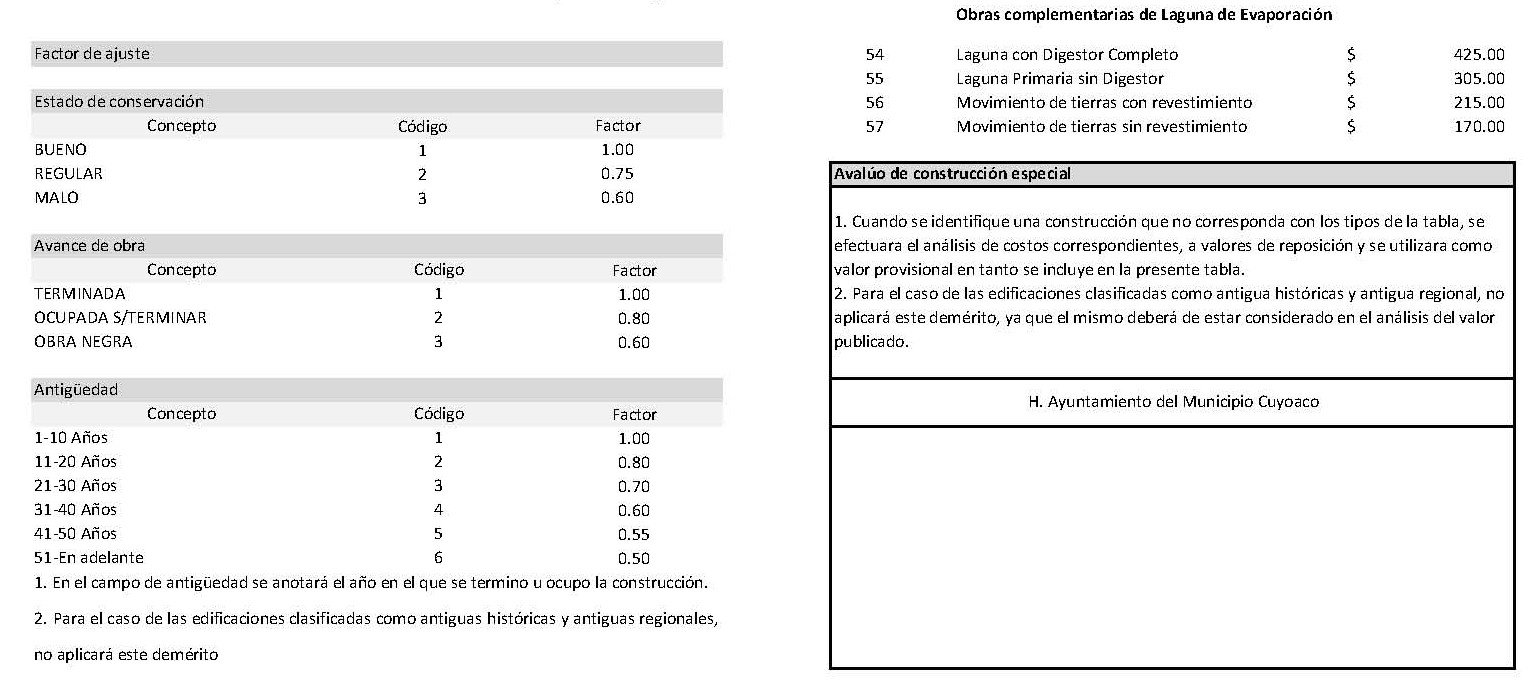 Factor de ajuste
Estado de conservación
Concepto Código Factor
BUENO 1 1.00
REGULAR 2 0.75
MALO 3 0.60
Avance de obra
Concepto Código Factor
TERMINADA 1 1.00
OCUPADA S/TERMINAR 2 0.80
OBRA NEGRA 3 0.60
Antigüedad
Concepto Código Factor
1-10 Años 1 1.00
11-20 Años 2 0.80
21-30 Años 3 0.70
31-40 Años 4 0.60
41-50 Años 5 0.55
51-En adelante 6 0.50
1. En el campo de antigüedad se anotará el año en el que se termino u ocupo la construcción.
2. Para el caso de las edificaciones clasificadas como antiguas históricas y antiguas regionales,
no aplicará este demérito
Obras complementarias de Laguna de Evaporación
54 Laguna con Digestor Completo $ 425.00
55 Laguna Primaria sin Digestor $ 305.00
56 Movimiento de tierras con revestimiento $ 215.00
57 Movimiento de tierras sin revestimiento $ 170.00
Avalúo de construcción especial
1. Cuando se identifique una construcción que no corresponda con los tipos de la tabla, se
efectuara el análisis de costos correspondientes, a valores de reposición y se utilizara como
valor provisional en tanto se incluye en la presente tabla.
2. Para el caso de las edificaciones clasificadas como antigua históricas y antigua regional, no
aplicará este demérito, ya que el mismo deberá de estar considerado en el análisis del valor
publicado.
H. Ayuntamiento del Municipio Cuyoaco